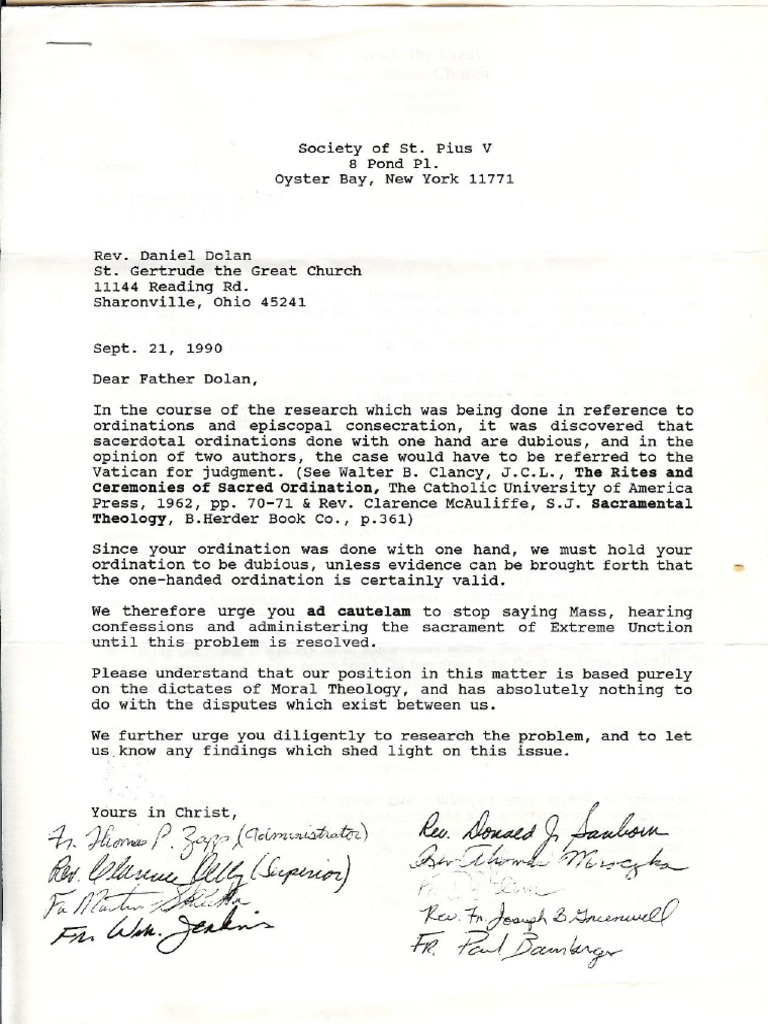 Society of St. Pius V
8 Pond Pl.
Oyster Bay, New York 11771
Rev. Daniel Dolan
St. Gertrude the Great Church
11144 Reading Rd.
Sharonville, Ohio 45241
Sept. 21, 1990
Dear Father Dolan,
In the course of the research which was being done in reference to
ordinations and episcopal consecration, it was discovered that
sacerdotal ordinations done with one hand are dubious, and in the
opinion of two authors, the case would have to be referred to the
Vatican for judgment. (See Walter B. Clancy, J.C.L., The Rites and
Ceremonies of Sacred Ordination, The Catholic University of America
Press, 1962, pp. 70-71 & Rev. Clarence McAuliffe, S.J. Sacramental
Theology, B.Herder Book Co., p.361)
Since your ordination was done with one hand, we must hold your
ordination to be dubious, unless evidence can be brought forth that
the one-handed ordination is certainly valid.
We therefore urge you ad cautelam to stop saying Mass, hearing
confessions and administering the sacrament of Extreme Unction
until this problem is resolved.
Please understand that our position in this matter is based purely
on the dictates of Moral Theology, and has absolutely nothing to
do with the disputes which exist between us.
We further urge you diligently to research the problem, and to let
us know any findings which shed light on this issue.
Yours in Christ,
Fr. Thomas P. Zapp (Administrator)
Rev. Clarence Kelly (Superior)
Fr Martin Skierka
Fr. Wm. Jenkins
Rev. Donald J. Sanborn
Rev. Thomas Mroczka
Rev. Fr. Joseph B. Greenwell
FR. Paul Baumberger